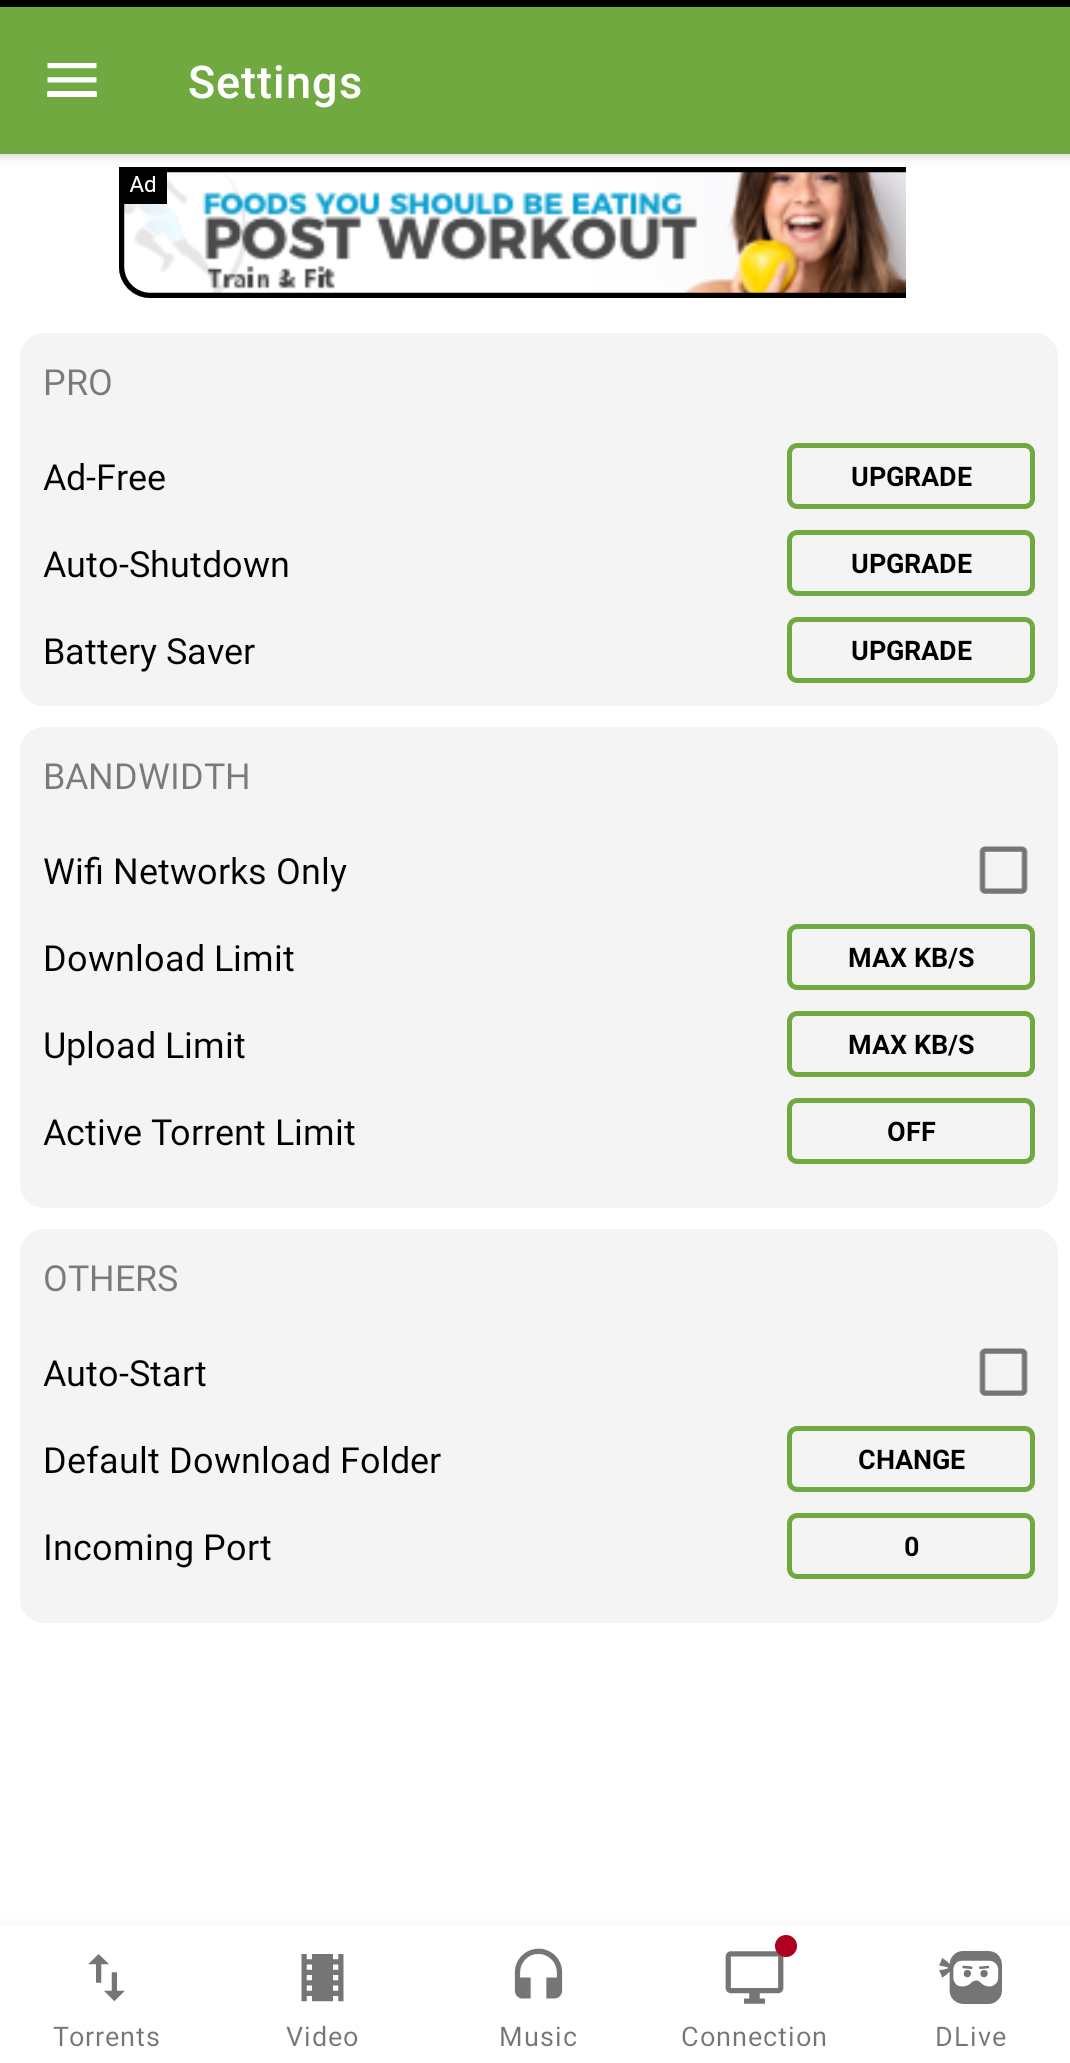 Settings
Ad
FOODS YOU SHOULD BE EATING
POST WORKOUT
Train & Fit
PRO
Ad-Free
UPGRADE
Auto-Shutdown
UPGRADE
Battery Saver
UPGRADE
BANDWIDTH
Wifi Networks Only
Download Limit
MAX KB/S
Upload Limit
MAX KB/S
Active Torrent Limit
OFF
OTHERS
Auto-Start
Default Download Folder
CHANGE
Incoming Port
0
Torrents
Video
Music
Connection
DLive